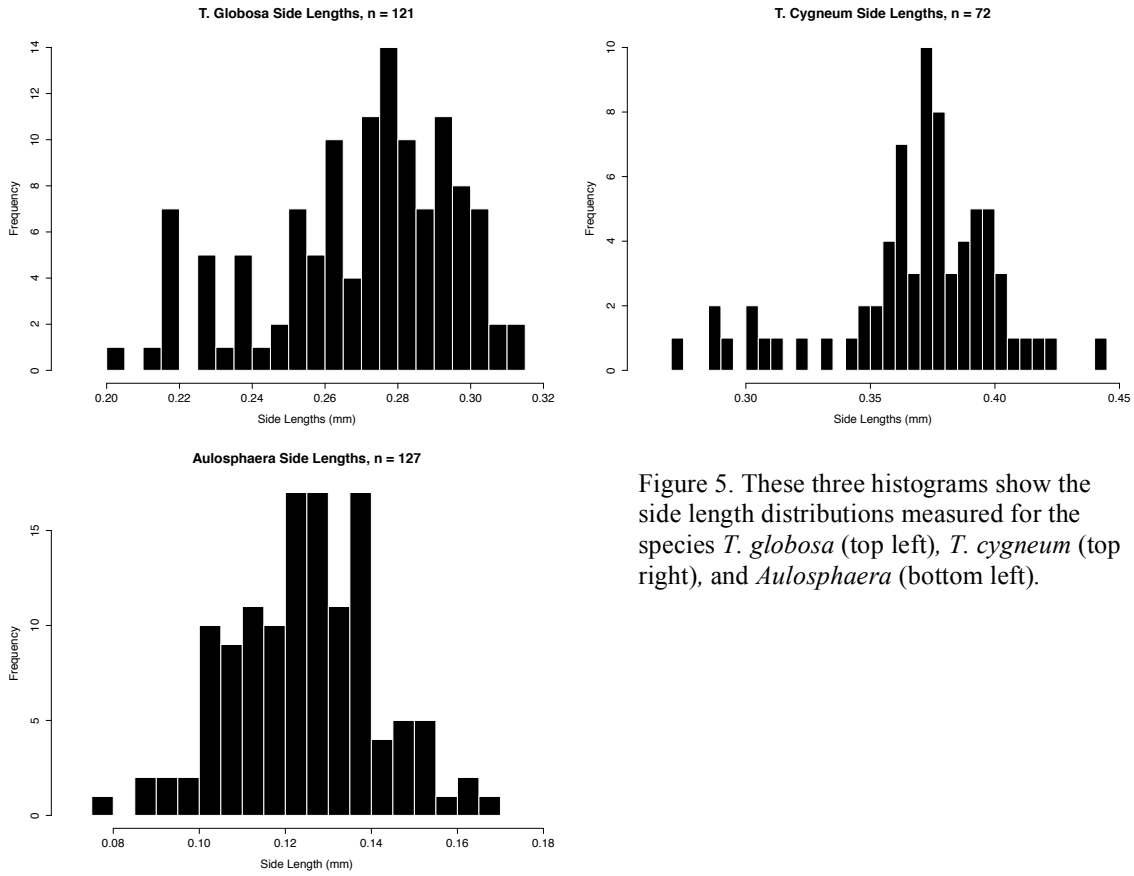 T. Globosa Side Lengths, n = 121
Frequency
0 2 4 6 8 10 12 14
0.20 0.22 0.24 0.26 0.28 0.30 0.32
Side Lengths (mm)
T. Cygneum Side Lengths, n = 72
Frequency
0 2 4 6 8 10
0.30 0.35 0.40 0.45
Side Lengths (mm)
Aulosphaera Side Lengths, n = 127
Frequency
0 5 10 15
0.08 0.10 0.12 0.14 0.16 0.18
Side Length (mm)
Figure 5. These three histograms show the
side length distributions measured for the
species T. globosa (top left), T. cygneum (top
right), and Aulosphaera (bottom left).